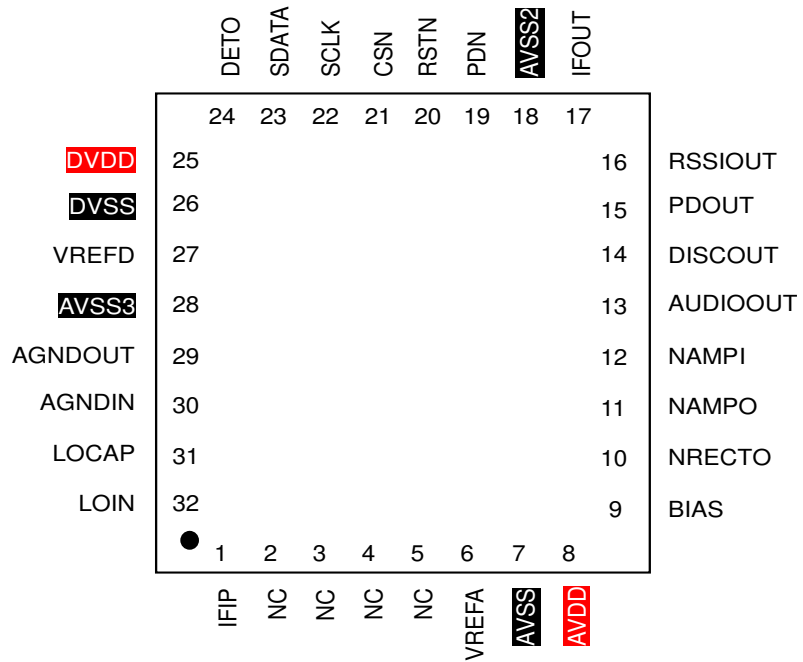 DETO SDATA SCLK CSN RSTN PDN AVSS2 IFOUT
24 23 22 21 20 19 18 17
DVDD 25 16 RSSIOUT
DVSS 26 15 PDOUT
VREFD 27 14 DISCOUT
AVSS3 28 13 AUDIOOUT
AGNDOUT 29 12 NAMPI
AGNDIN 30 11 NAMPO
LOCAP 31 10 NRECTO
LOIN 32 9 BIAS
1 2 3 4 5 6 7 8
IFIP NC NC NC NC VREFA AVSS AVDD